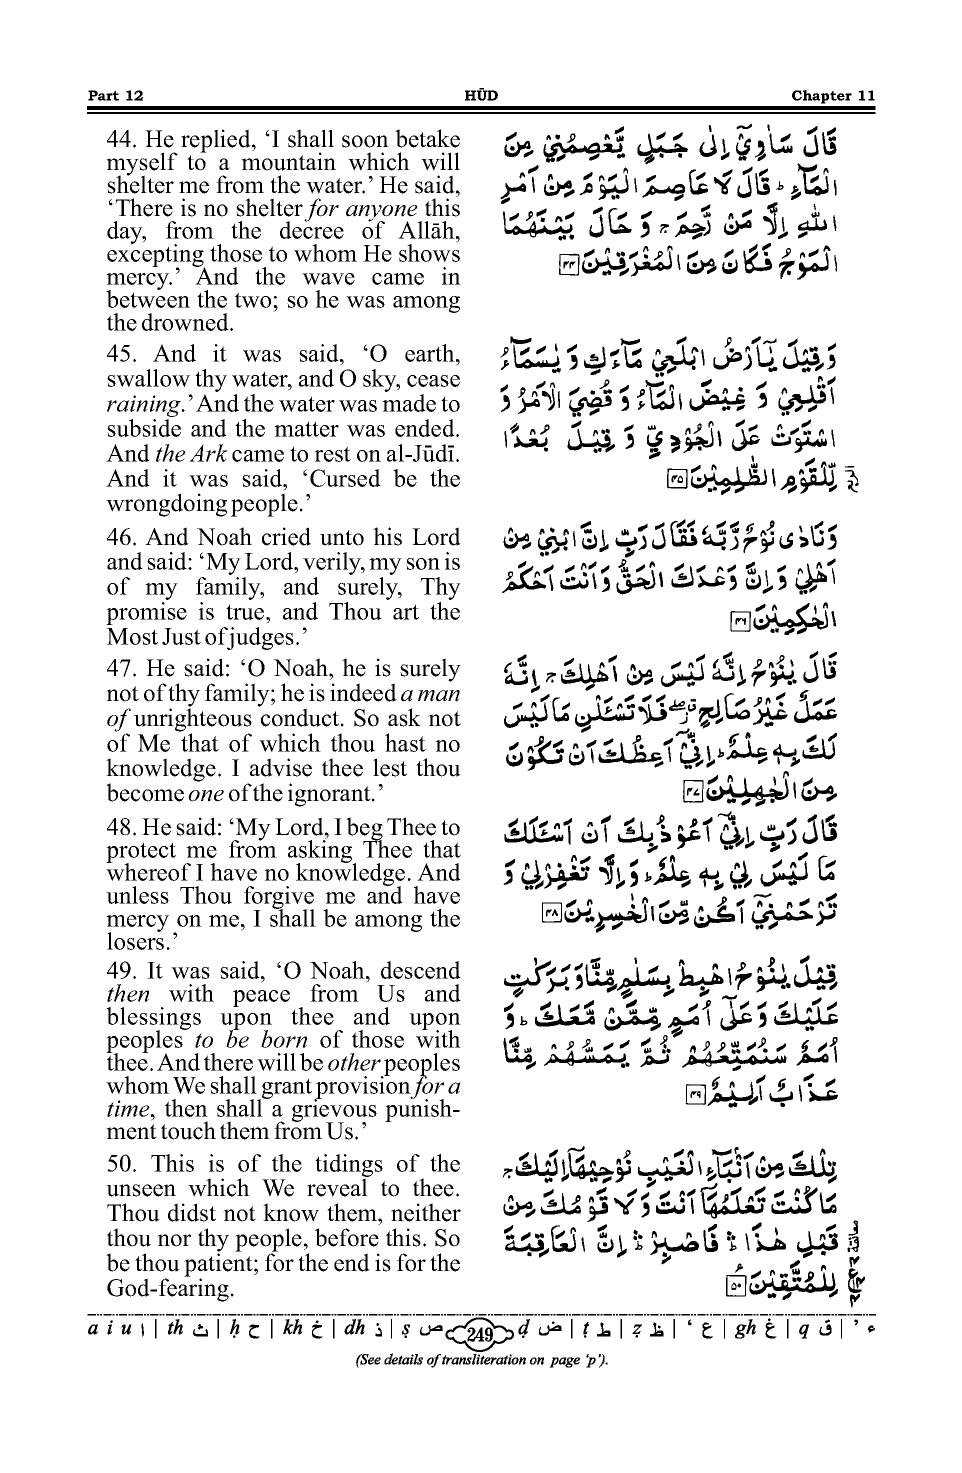 Part 12 HŪD Chapter 11
44. He replied, ‘I shall soon betake
myself to a mountain which will
shelter me from the water.’ He said,
‘There is no shelter for anyone this
day, from the decree of Allāh,
excepting those to whom He shows
mercy.’ And the wave came in
between the two; so he was among
the drowned.
قَالَ سَاٰوِيْۤ اِلٰى جَبَلٍ يَّعْصِمُنِيْ مِنَ
الْمَآءِ ؕ قَالَ لَا عَاصِمَ الْيَوْمَ مِنْ اَمْرِ
اللّٰهِ اِلَّا مَنْ رَّحِمَ ۚ وَ حَالَ بَيْنَهُمَا
الْمَوْجُ فَكَانَ مِنَ الْمُغْرَقِيْنَ ۴۴
45. And it was said, ‘O earth,
swallow thy water, and O sky, cease
raining.’ And the water was made to
subside and the matter was ended.
And the Ark came to rest on al-Jūdī.
And it was said, ‘Cursed be the
wrongdoing people.’
وَ قِيْلَ يٰۤاَرْضُ ابْلَعِيْ مَآءَكِ وَ يٰسَمَآءُ
اَقْلِعِيْ وَ غِيْضَ الْمَآءُ وَ قُضِيَ الْاَمْرُ وَ
اسْتَوَتْ عَلَى الْجُوْدِيِّ وَ قِيْلَ بُعْدًا
لِّلْقَوْمِ الظّٰلِمِيْنَ ۴۵
46. And Noah cried unto his Lord
and said: ‘My Lord, verily, my son is
of my family, and surely, Thy
promise is true, and Thou art the
Most Just of judges.’
وَ نَادٰى نُوْحٌ رَّبَّهٗ فَقَالَ رَبِّ اِنَّ ابْنِيْ مِنْ
اَهْلِيْ وَ اِنَّ وَعْدَكَ الْحَقُّ وَ اَنْتَ اَحْكَمُ
الْحٰكِمِيْنَ ۴۶
47. He said: ‘O Noah, he is surely
not of thy family; he is indeed a man
of unrighteous conduct. So ask not
of Me that of which thou hast no
knowledge. I advise thee lest thou
become one of the ignorant.’
قَالَ يٰنُوْحُ اِنَّهٗ لَيْسَ مِنْ اَهْلِكَ ۚ اِنَّهٗ
عَمَلٌ غَيْرُ صَالِحٍ ۖ فَلَا تَسْئَلْنِ مَا لَيْسَ
لَكَ بِهٖ عِلْمٌ ؕ اِنِّيْۤ اَعِظُكَ اَنْ تَكُوْنَ
مِنَ الْجٰهِلِيْنَ ۴۷
48. He said: ‘My Lord, I beg Thee to
protect me from asking Thee that
whereof I have no knowledge. And
unless Thou forgive me and have
mercy on me, I shall be among the
losers.’
قَالَ رَبِّ اِنِّيْۤ اَعُوْذُ بِكَ اَنْ اَسْئَلَكَ
مَا لَيْسَ لِيْ بِهٖ عِلْمٌ ؕ وَ اِلَّا تَغْفِرْ لِيْ وَ
تَرْحَمْنِيْۤ اَكُنْ مِّنَ الْخٰسِرِيْنَ ۴۸
49. It was said, ‘O Noah, descend
then with peace from Us and
blessings upon thee and upon
peoples to be born of those with
thee. And there will be other peoples
whom We shall grant provision for a
time, then shall a grievous punish-
ment touch them from Us.’
قِيْلَ يٰنُوْحُ اهْبِطْ بِسَلٰمٍ مِّنَّا وَ بَرَكٰتٍ
عَلَيْكَ وَ عَلٰۤى اُمَمٍ مِّمَّنْ مَّعَكَ ؕ وَ
اُمَمٌ سَنُمَتِّعُهُمْ ثُمَّ يَمَسُّهُمْ مِّنَّا
عَذَابٌ اَلِيْمٌ ۴۹
50. This is of the tidings of the
unseen which We reveal to thee.
Thou didst not know them, neither
thou nor thy people, before this. So
be thou patient; for the end is for the
God-fearing.
تِلْكَ مِنْ اَنْۢبَآءِ الْغَيْبِ نُوْحِيْهَاۤ اِلَيْكَ ۚ
مَا كُنْتَ تَعْلَمُهَاۤ اَنْتَ وَ لَا قَوْمُكَ مِنْ
قَبْلِ هٰذَا ۛ فَاصْبِرْ ۛ اِنَّ الْعَاقِبَةَ
لِلْمُتَّقِيْنَ ۵۰
a i u ا | th ث | ḥ ح | kh خ | dh ذ | ṣ ص 249 ḍ ض | ṭ ط | ẓ ظ | ‘ ع | gh غ | q ق | ’ ء
(See details of transliteration on page ‘p’).